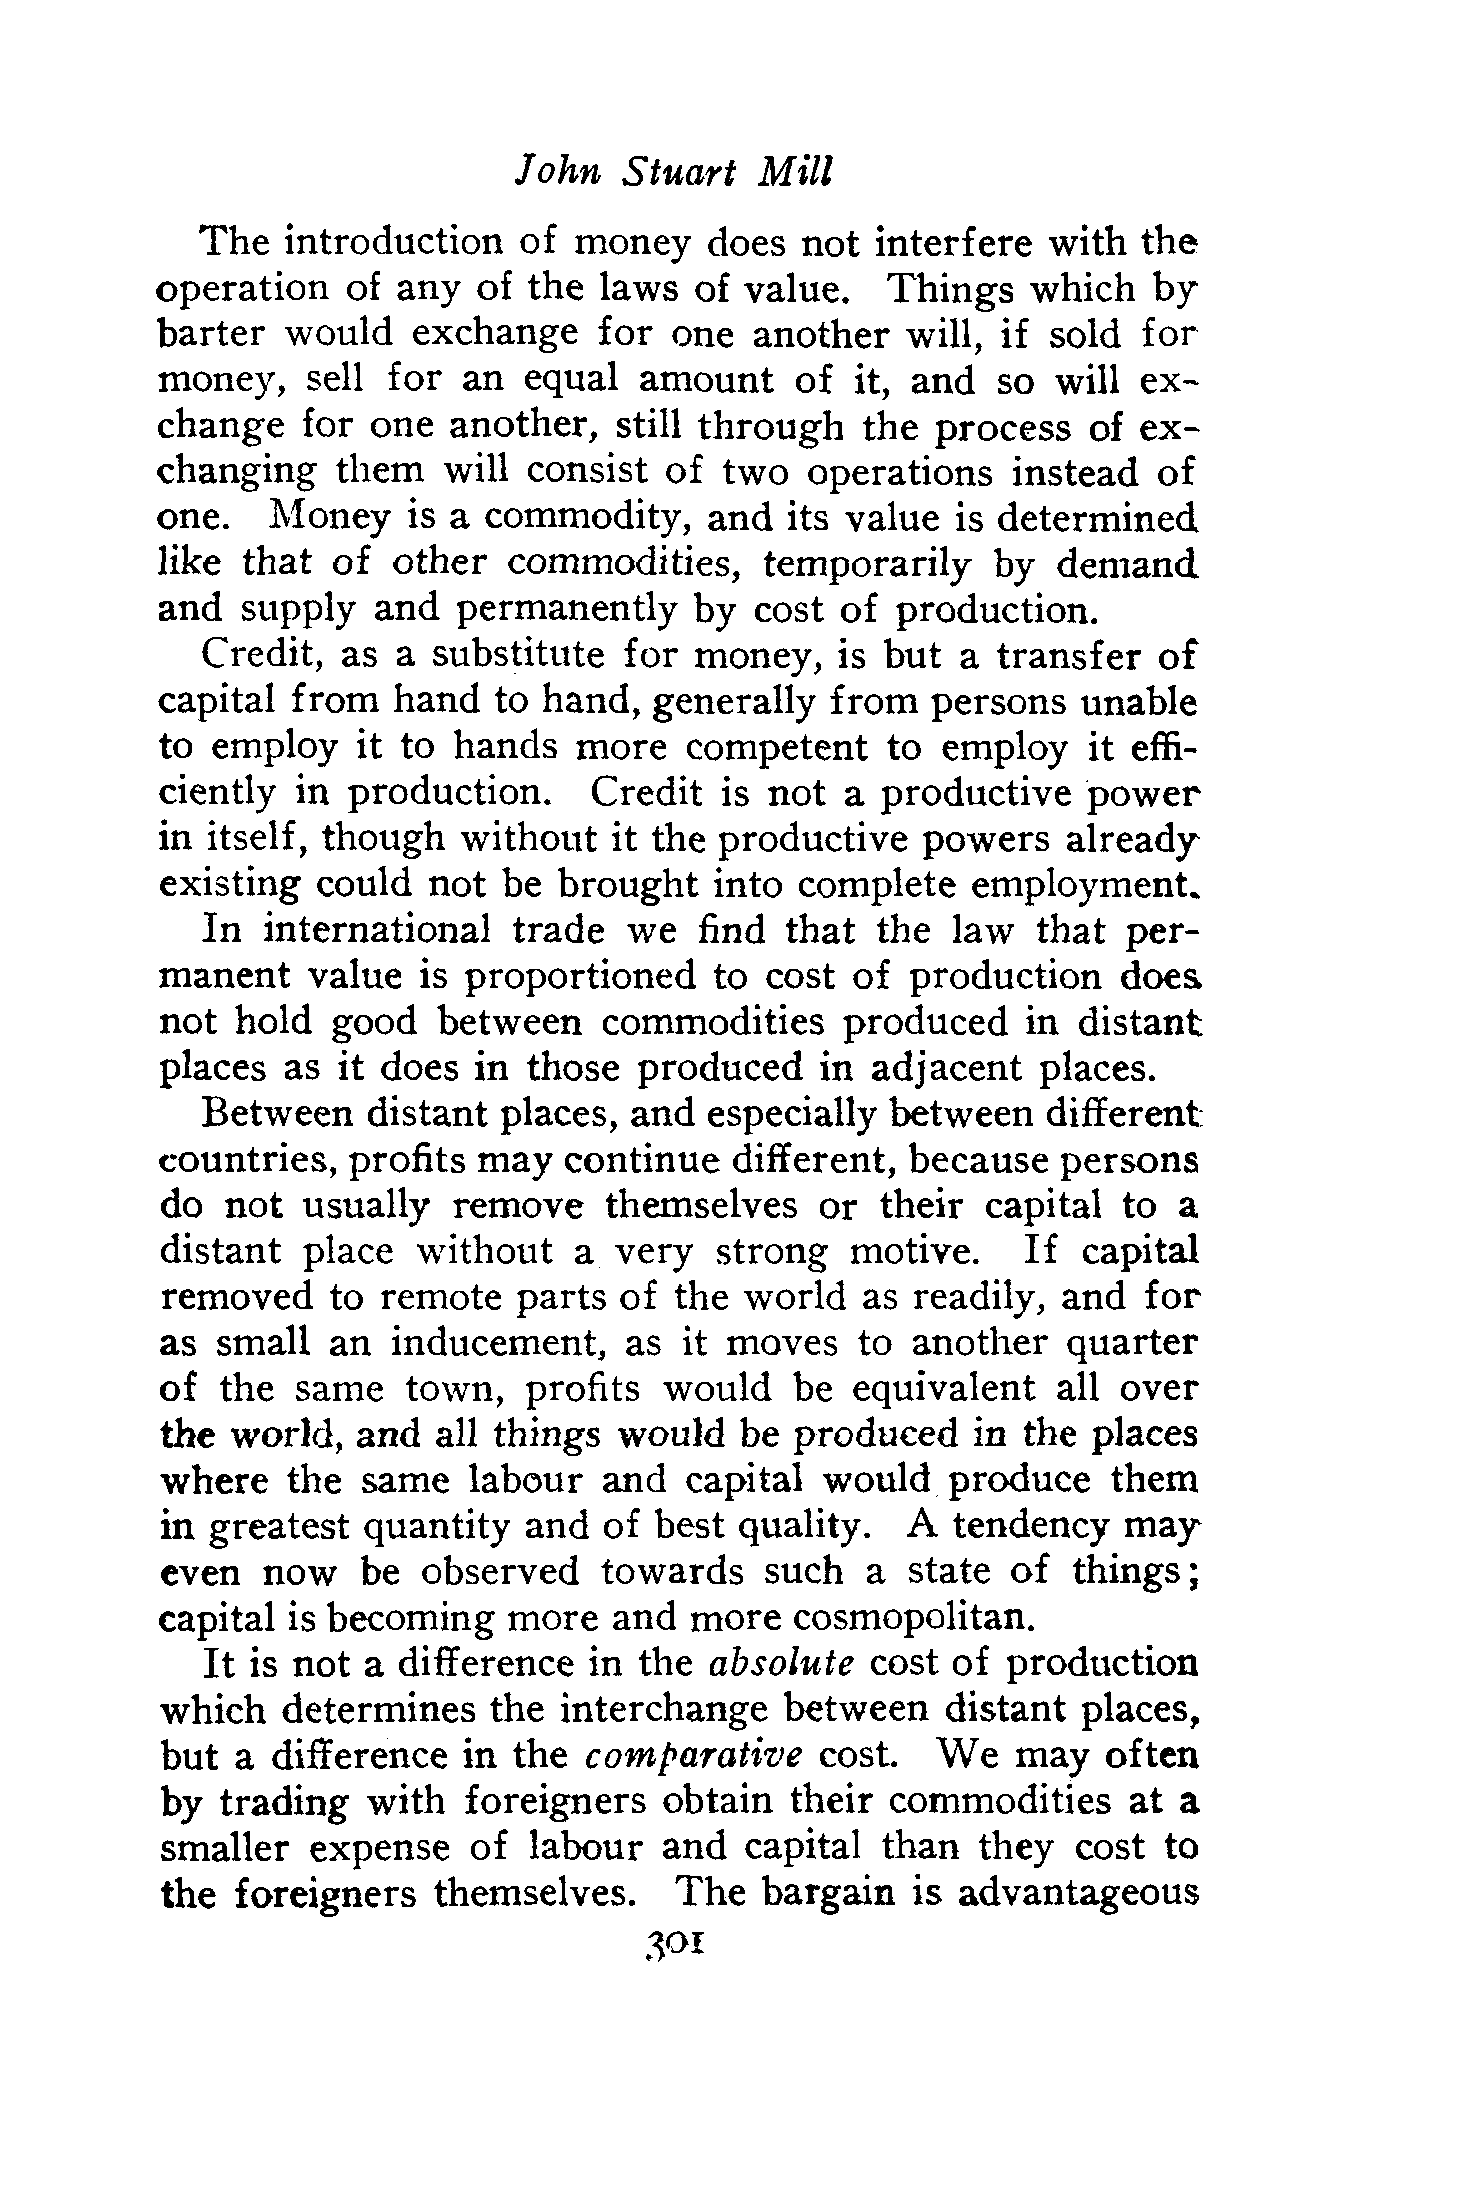 John Stuart Mill
The introduction of money does not interfere with the
operation of any of the laws of value. Things which by
barter would exchange for one another will, if sold for
money, sell for an equal amount of it, and so will ex-
change for one another, still through the process of ex-
changing them will consist of two operations instead of
one. Money is a commodity, and its value is determined
like that of other commodities, temporarily by demand
and supply and permanently by cost of production.
Credit, as a substitute for money, is but a transfer of
capital from hand to hand, generally from persons unable
to employ it to hands more competent to employ it effi-
ciently in production. Credit is not a productive power
in itself, though without it the productive powers already
existing could not be brought into complete employment.
In international trade we find that the law that per-
manent value is proportioned to cost of production does
not hold good between commodities produced in distant
places as it does in those produced in adjacent places.
Between distant places, and especially between different
countries, profits may continue different, because persons
do not usually remove themselves or their capital to a
distant place without a very strong motive. If capital
removed to remote parts of the world as readily, and for
as small an inducement, as it moves to another quarter
of the same town, profits would be equivalent all over
the world, and all things would be produced in the places
where the same labour and capital would produce them
in greatest quantity and of best quality. A tendency may
even now be observed towards such a state of things;
capital is becoming more and more cosmopolitan.
It is not a difference in the absolute cost of production
which determines the interchange between distant places,
but a difference in the comparative cost. We may often
by trading with foreigners obtain their commodities at a
smaller expense of labour and capital than they cost to
the foreigners themselves. The bargain is advantageous
301